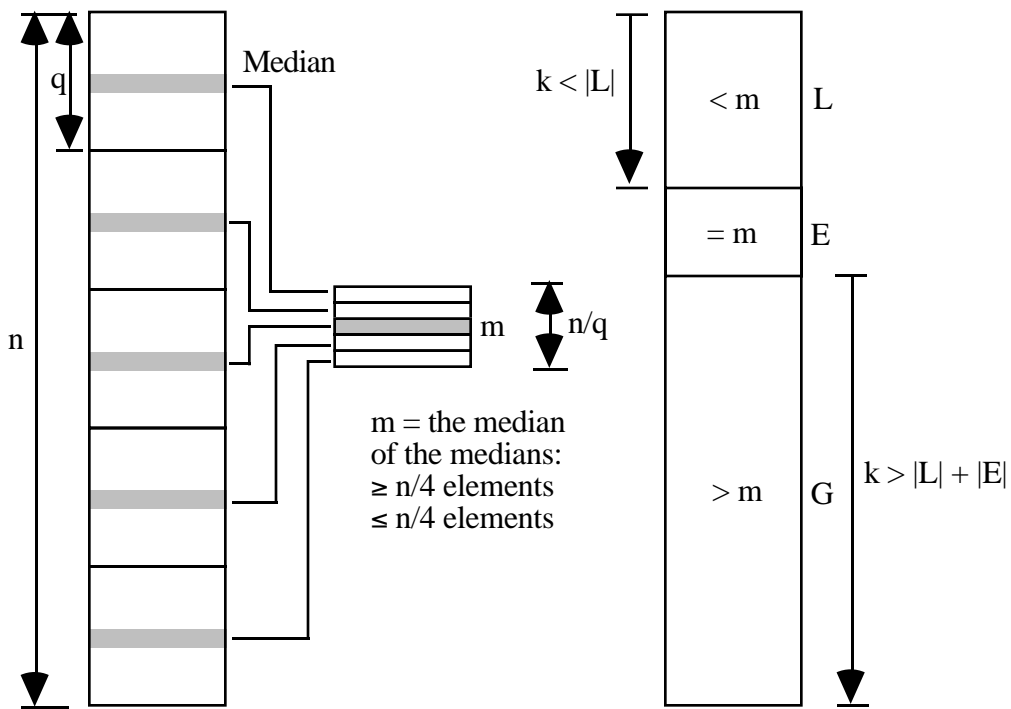 Median
q
n
m
n/q
m = the median
of the medians:
≥ n/4 elements
≤ n/4 elements
k < |L|
< m
L
= m
E
> m
G
k > |L| + |E|